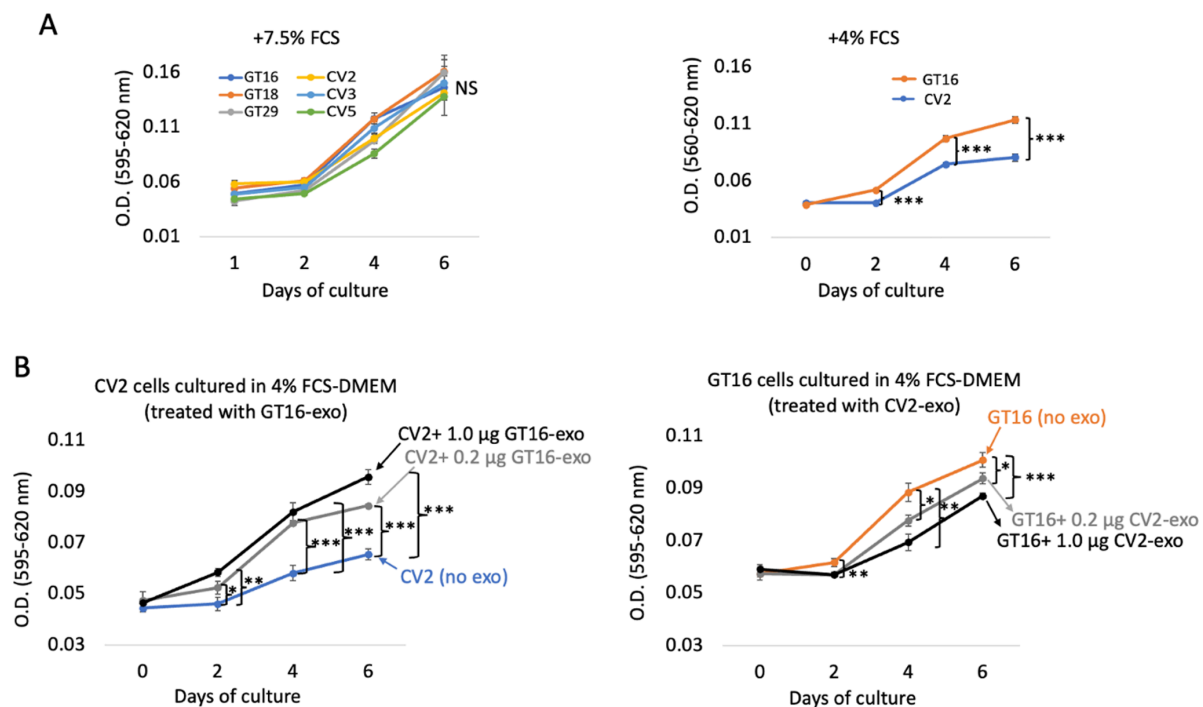 A
+7.5% FCS
0.16
0.11
0.06
0.01
O.D. (595-620 nm)
GT16
CV2
GT18
CV3
GT29
CV5
NS
1
2
4
6
Days of culture
+4% FCS
0.16
0.11
0.06
0.01
O.D. (560-620 nm)
GT16
CV2
***
***
***
0
2
4
6
Days of culture
B
CV2 cells cultured in 4% FCS-DMEM
(treated with GT16-exo)
0.11
0.09
0.07
0.05
0.03
O.D. (595-620 nm)
CV2+ 1.0 µg GT16-exo
CV2+ 0.2 µg GT16-exo
CV2 (no exo)
*
**
***
***
***
***
0
2
4
6
Days of culture
GT16 cells cultured in 4% FCS-DMEM
(treated with CV2-exo)
0.11
0.09
0.07
0.05
0.03
O.D. (595-620 nm)
GT16 (no exo)
GT16+ 0.2 µg CV2-exo
GT16+ 1.0 µg CV2-exo
**
*
**
*
***
0
2
4
6
Days of culture